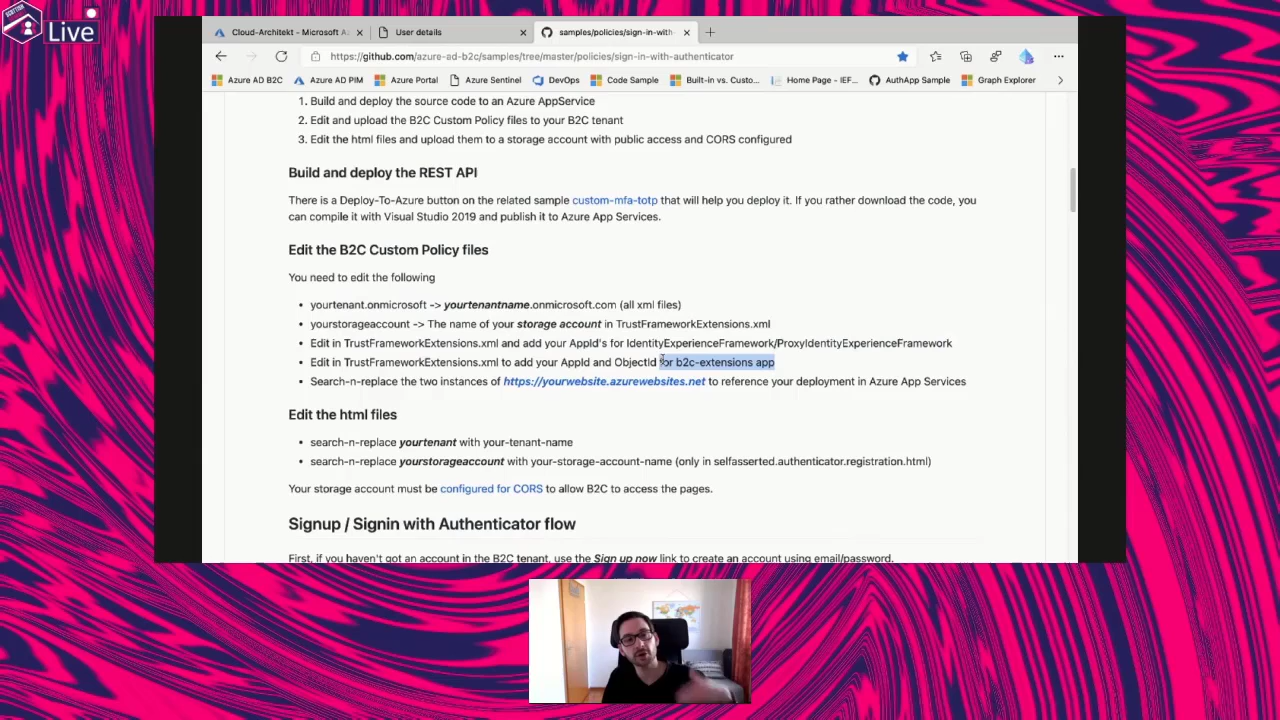 Live
Cloud-Architekt - Microsoft A
User details
samples/policies/sign-in-with-
https://github.com/azure-ad-b2c/samples/tree/master/policies/sign-in-with-authenticator
Azure AD B2C
Azure AD PIM
Azure Portal
Azure Sentinel
DevOps
Code Sample
Built-in vs. Custo...
Home Page - IEF...
AuthApp Sample
Graph Explorer
1. Build and deploy the source code to an Azure AppService
2. Edit and upload the B2C Custom Policy files to your B2C tenant
3. Edit the html files and upload them to a storage account with public access and CORS configured
Build and deploy the REST API
There is a Deploy-To-Azure button on the related sample custom-mfa-totp that will help you deploy it. If you rather download the code, you
can compile it with Visual Studio 2019 and publish it to Azure App Services.
Edit the B2C Custom Policy files
You need to edit the following
• yourtenant.onmicrosoft -> yourtenantname.onmicrosoft.com (all xml files)
• yourstorageaccount -> The name of your storage account in TrustFrameworkExtensions.xml
• Edit in TrustFrameworkExtensions.xml and add your AppId's for IdentityExperienceFramework/ProxyIdentityExperienceFramework
• Edit in TrustFrameworkExtensions.xml to add your AppId and ObjectId for b2c-extensions app
• Search-n-replace the two instances of https://yourwebsite.azurewebsites.net to reference your deployment in Azure App Services
Edit the html files
• search-n-replace yourtenant with your-tenant-name
• search-n-replace yourstorageaccount with your-storage-account-name (only in selfasserted.authenticator.registration.html)
Your storage account must be configured for CORS to allow B2C to access the pages.
Signup / Signin with Authenticator flow
First, if you haven't got an account in the B2C tenant, use the Sign up now link to create an account using email/password.